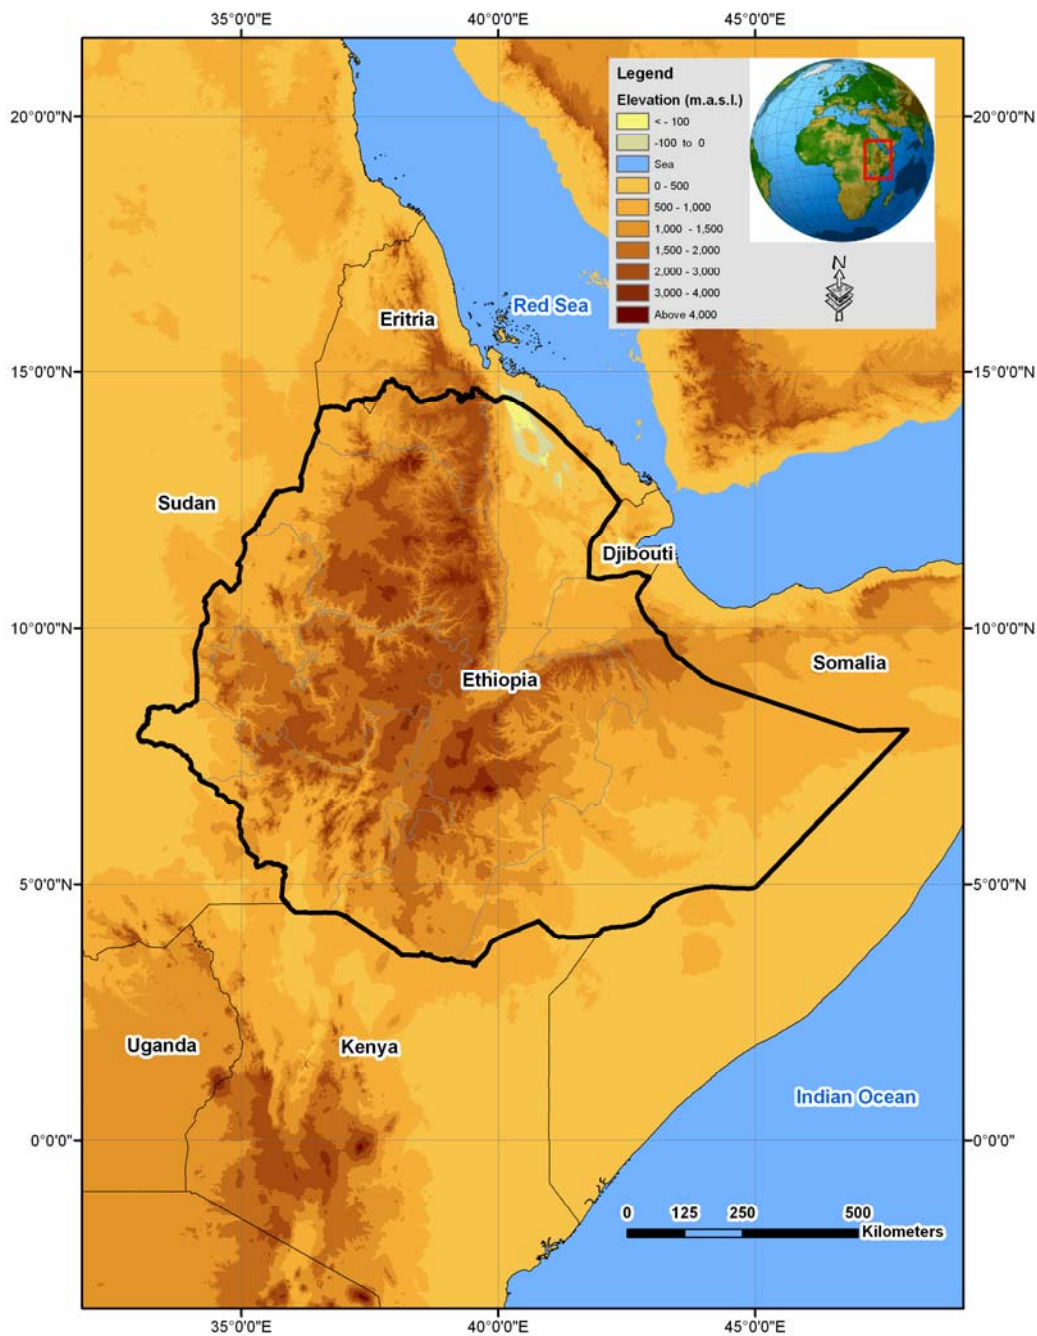 35°0'0"E 40°0'0"E 45°0'0"E
20°0'0"N 20°0'0"N
Legend
Elevation (m.a.s.l.)
< - 100
-100 to 0
Sea
0 - 500
500 - 1,000
1,000 - 1,500
1,500 - 2,000
2,000 - 3,000
3,000 - 4,000
Above 4,000
N
Red Sea
Eritria
15°0'0"N 15°0'0"N
Sudan
Djibouti
10°0'0"N 10°0'0"N
Somalia
Ethiopia
5°0'0"N 5°0'0"N
Uganda
Kenya
Indian Ocean
0°0'0" 0°0'0"
0 125 250 500
Kilometers
35°0'0"E 40°0'0"E 45°0'0"E